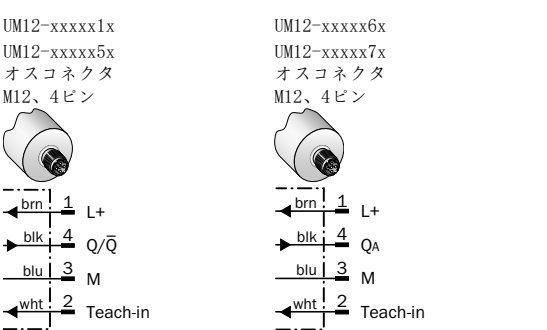 UM12-xxxxx1x
UM12-xxxxx5x
オスコネクタ
M12、4ピン
brn 1 L+
blk 4 Q/Q̅
blu 3 M
wht 2 Teach-in
UM12-xxxxx6x
UM12-xxxxx7x
オスコネクタ
M12、4ピン
brn 1 L+
blk 4 QA
blu 3 M
wht 2 Teach-in